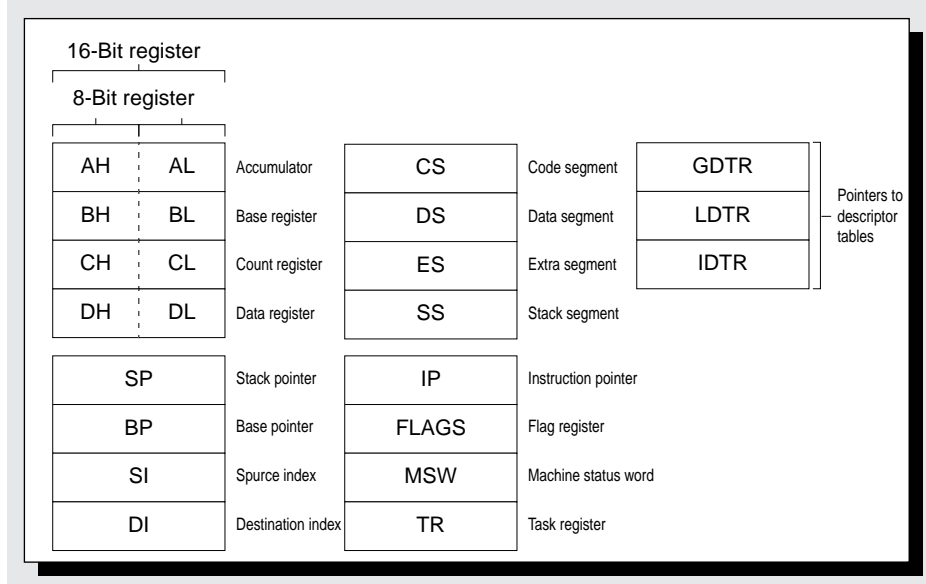 16-Bit register
8-Bit register
AH AL Accumulator CS Code segment GDTR
BH BL Base register DS Data segment LDTR
CH CL Count register ES Extra segment IDTR
DH DL Data register SS Stack segment
Pointers to
descriptor
tables
SP Stack pointer IP Instruction pointer
BP Base pointer FLAGS Flag register
SI Spurce index MSW Machine status word
DI Destination index TR Task register